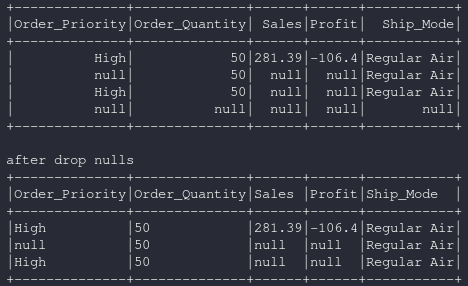 +--------------+--------------+------+------+-----------+
|Order_Priority|Order_Quantity| Sales|Profit|  Ship_Mode|
+--------------+--------------+------+------+-----------+
|          High|            50|281.39|-106.4|Regular Air|
|          null|            50|  null|  null|Regular Air|
|          High|            50|  null|  null|Regular Air|
|          null|          null|  null|  null|       null|
+--------------+--------------+------+------+-----------+
after drop nulls
+--------------+--------------+------+------+-----------+
|Order_Priority|Order_Quantity|Sales |Profit|Ship_Mode  |
+--------------+--------------+------+------+-----------+
|High          |50            |281.39|-106.4|Regular Air|
|null          |50            |null  |null  |Regular Air|
|High          |50            |null  |null  |Regular Air|
+--------------+--------------+------+------+-----------+